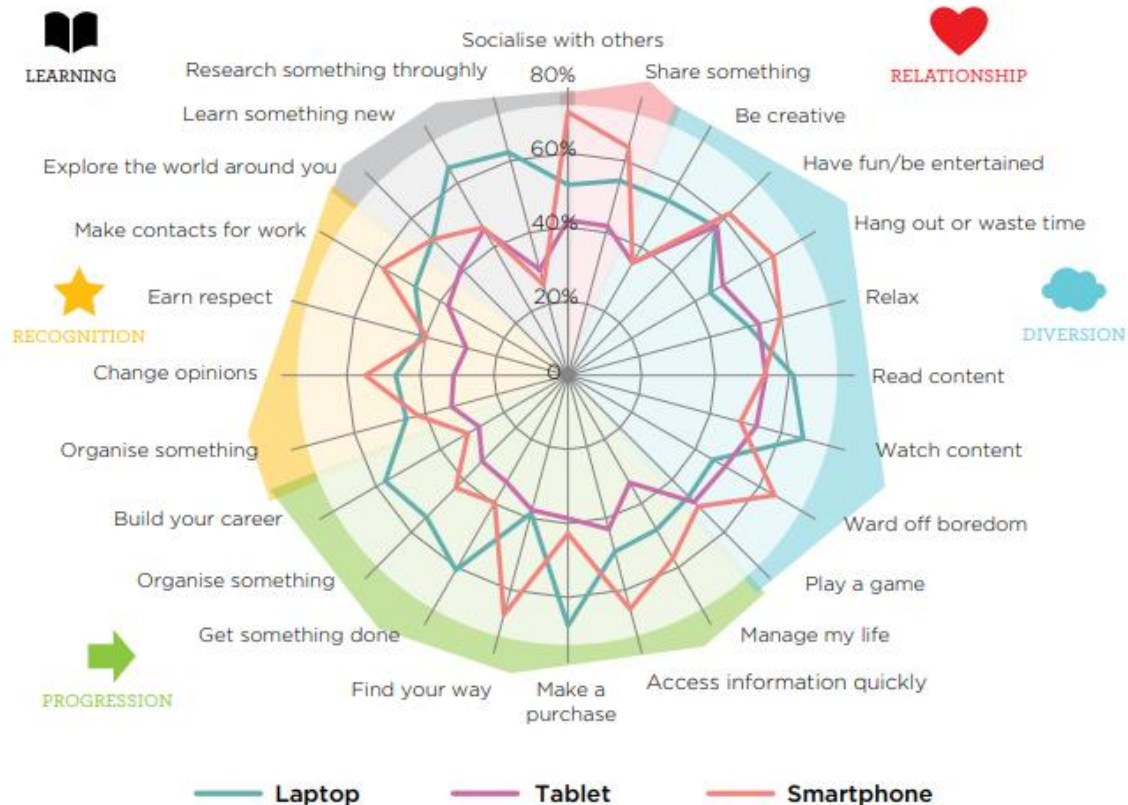 LEARNING
RELATIONSHIP
RECOGNITION
DIVERSION
PROGRESSION
Socialise with others
Share something
Be creative
Have fun/be entertained
Hang out or waste time
Relax
Read content
Watch content
Ward off boredom
Play a game
Manage my life
Access information quickly
Make a
purchase
Find your way
Get something done
Organise something
Build your career
Organise something
Change opinions
Earn respect
Make contacts for work
Explore the world around you
Learn something new
Research something throughly
80%
60%
40%
20%
0
Laptop
Tablet
Smartphone